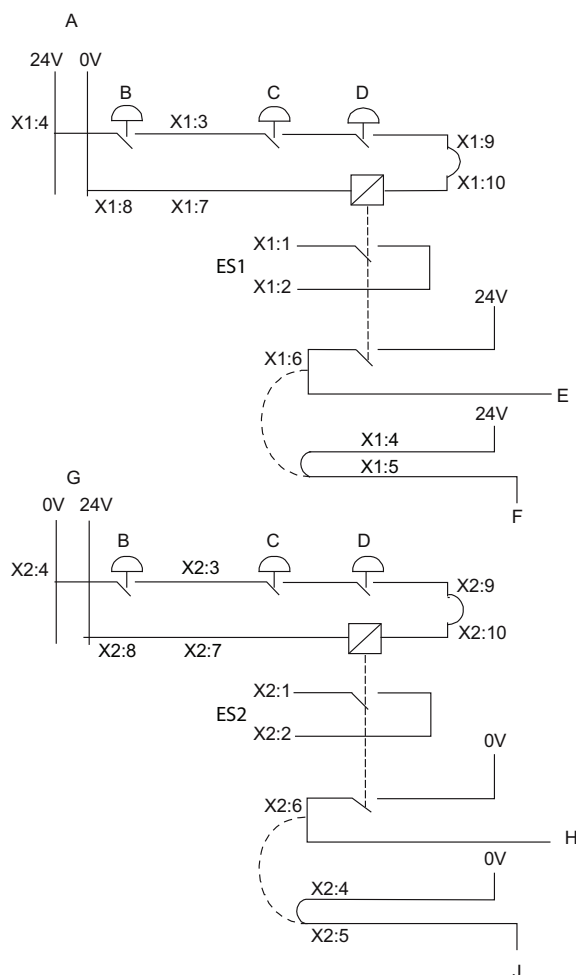 A
24V 0V
B C D
X1:4 X1:3 X1:9
X1:10
X1:8 X1:7
X1:1
ES1
X1:2
24V
X1:6
E
24V
X1:4
X1:5
F
G
0V 24V
B C D
X2:4 X2:3 X2:9
X2:10
X2:8 X2:7
X2:1
ES2
X2:2
0V
X2:6
H
0V
X2:4
X2:5
J